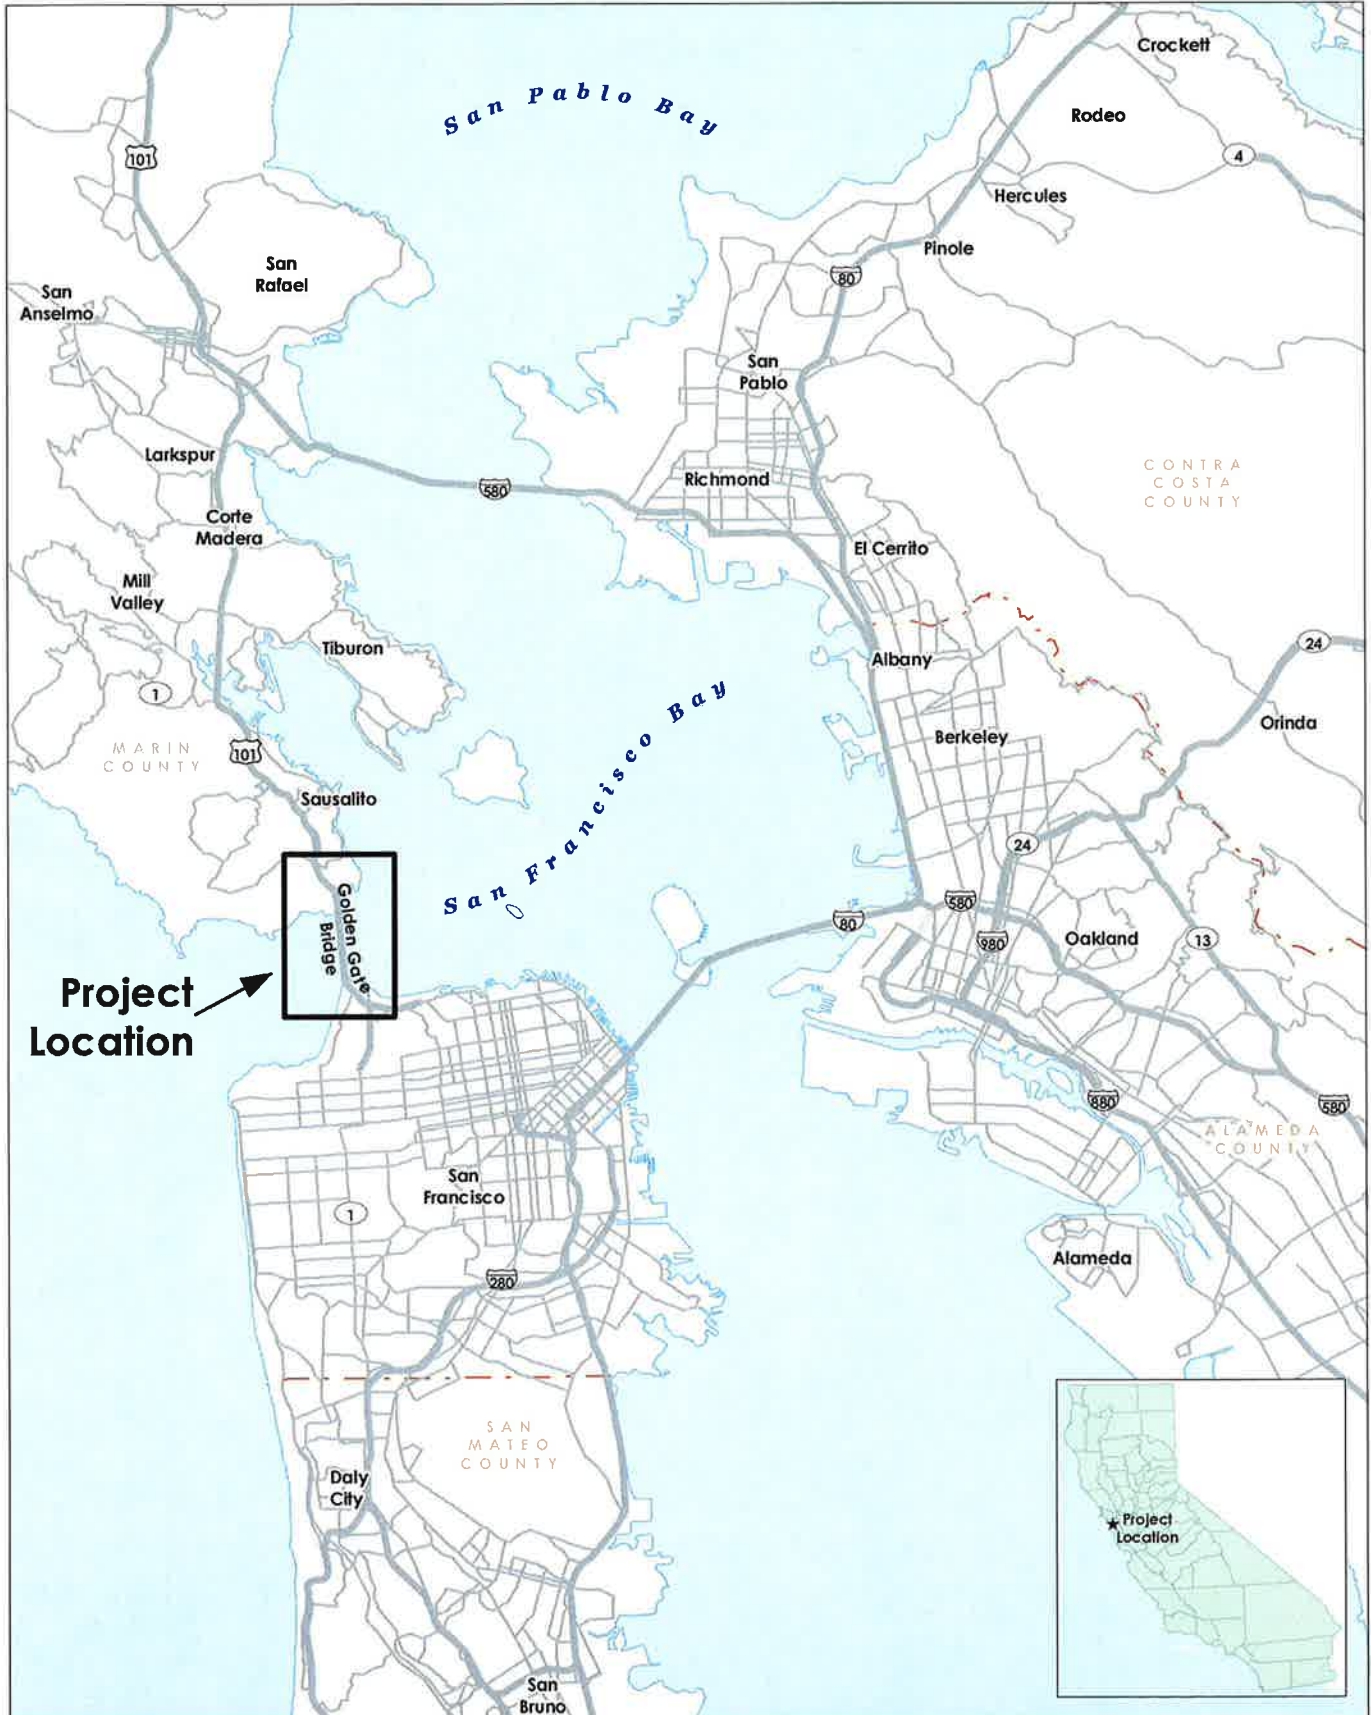 Crockett
San Pablo Bay
Rodeo
101
4
Hercules
Pinole
San
Rafael
80
San
Anselmo
San
Pablo
Larkspur
CONTRA
COSTA
COUNTY
Richmond
580
Corte
Madera
El Cerrito
Mill
Valley
24
Tiburon
Albany
1
San Francisco Bay
Orinda
Berkeley
MARIN
COUNTY
101
Sausalito
24
Golden Gate
Bridge
580
80
980
Oakland
13
Project
Location
880
580
ALAMEDA
COUNTY
San
Francisco
1
Alameda
280
SAN
MATEO
COUNTY
Daly
City
Project
Location
San
Bruno